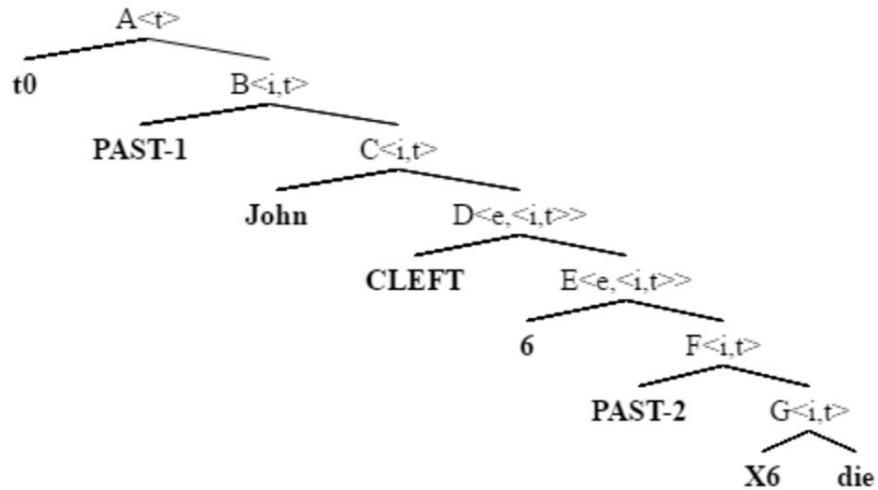 A<t>
t0 B<i,t>
PAST-1 C<i,t>
John D<e,<i,t>>
CLEFT E<e,<i,t>>
6 F<i,t>
PAST-2 G<i,t>
X6 die